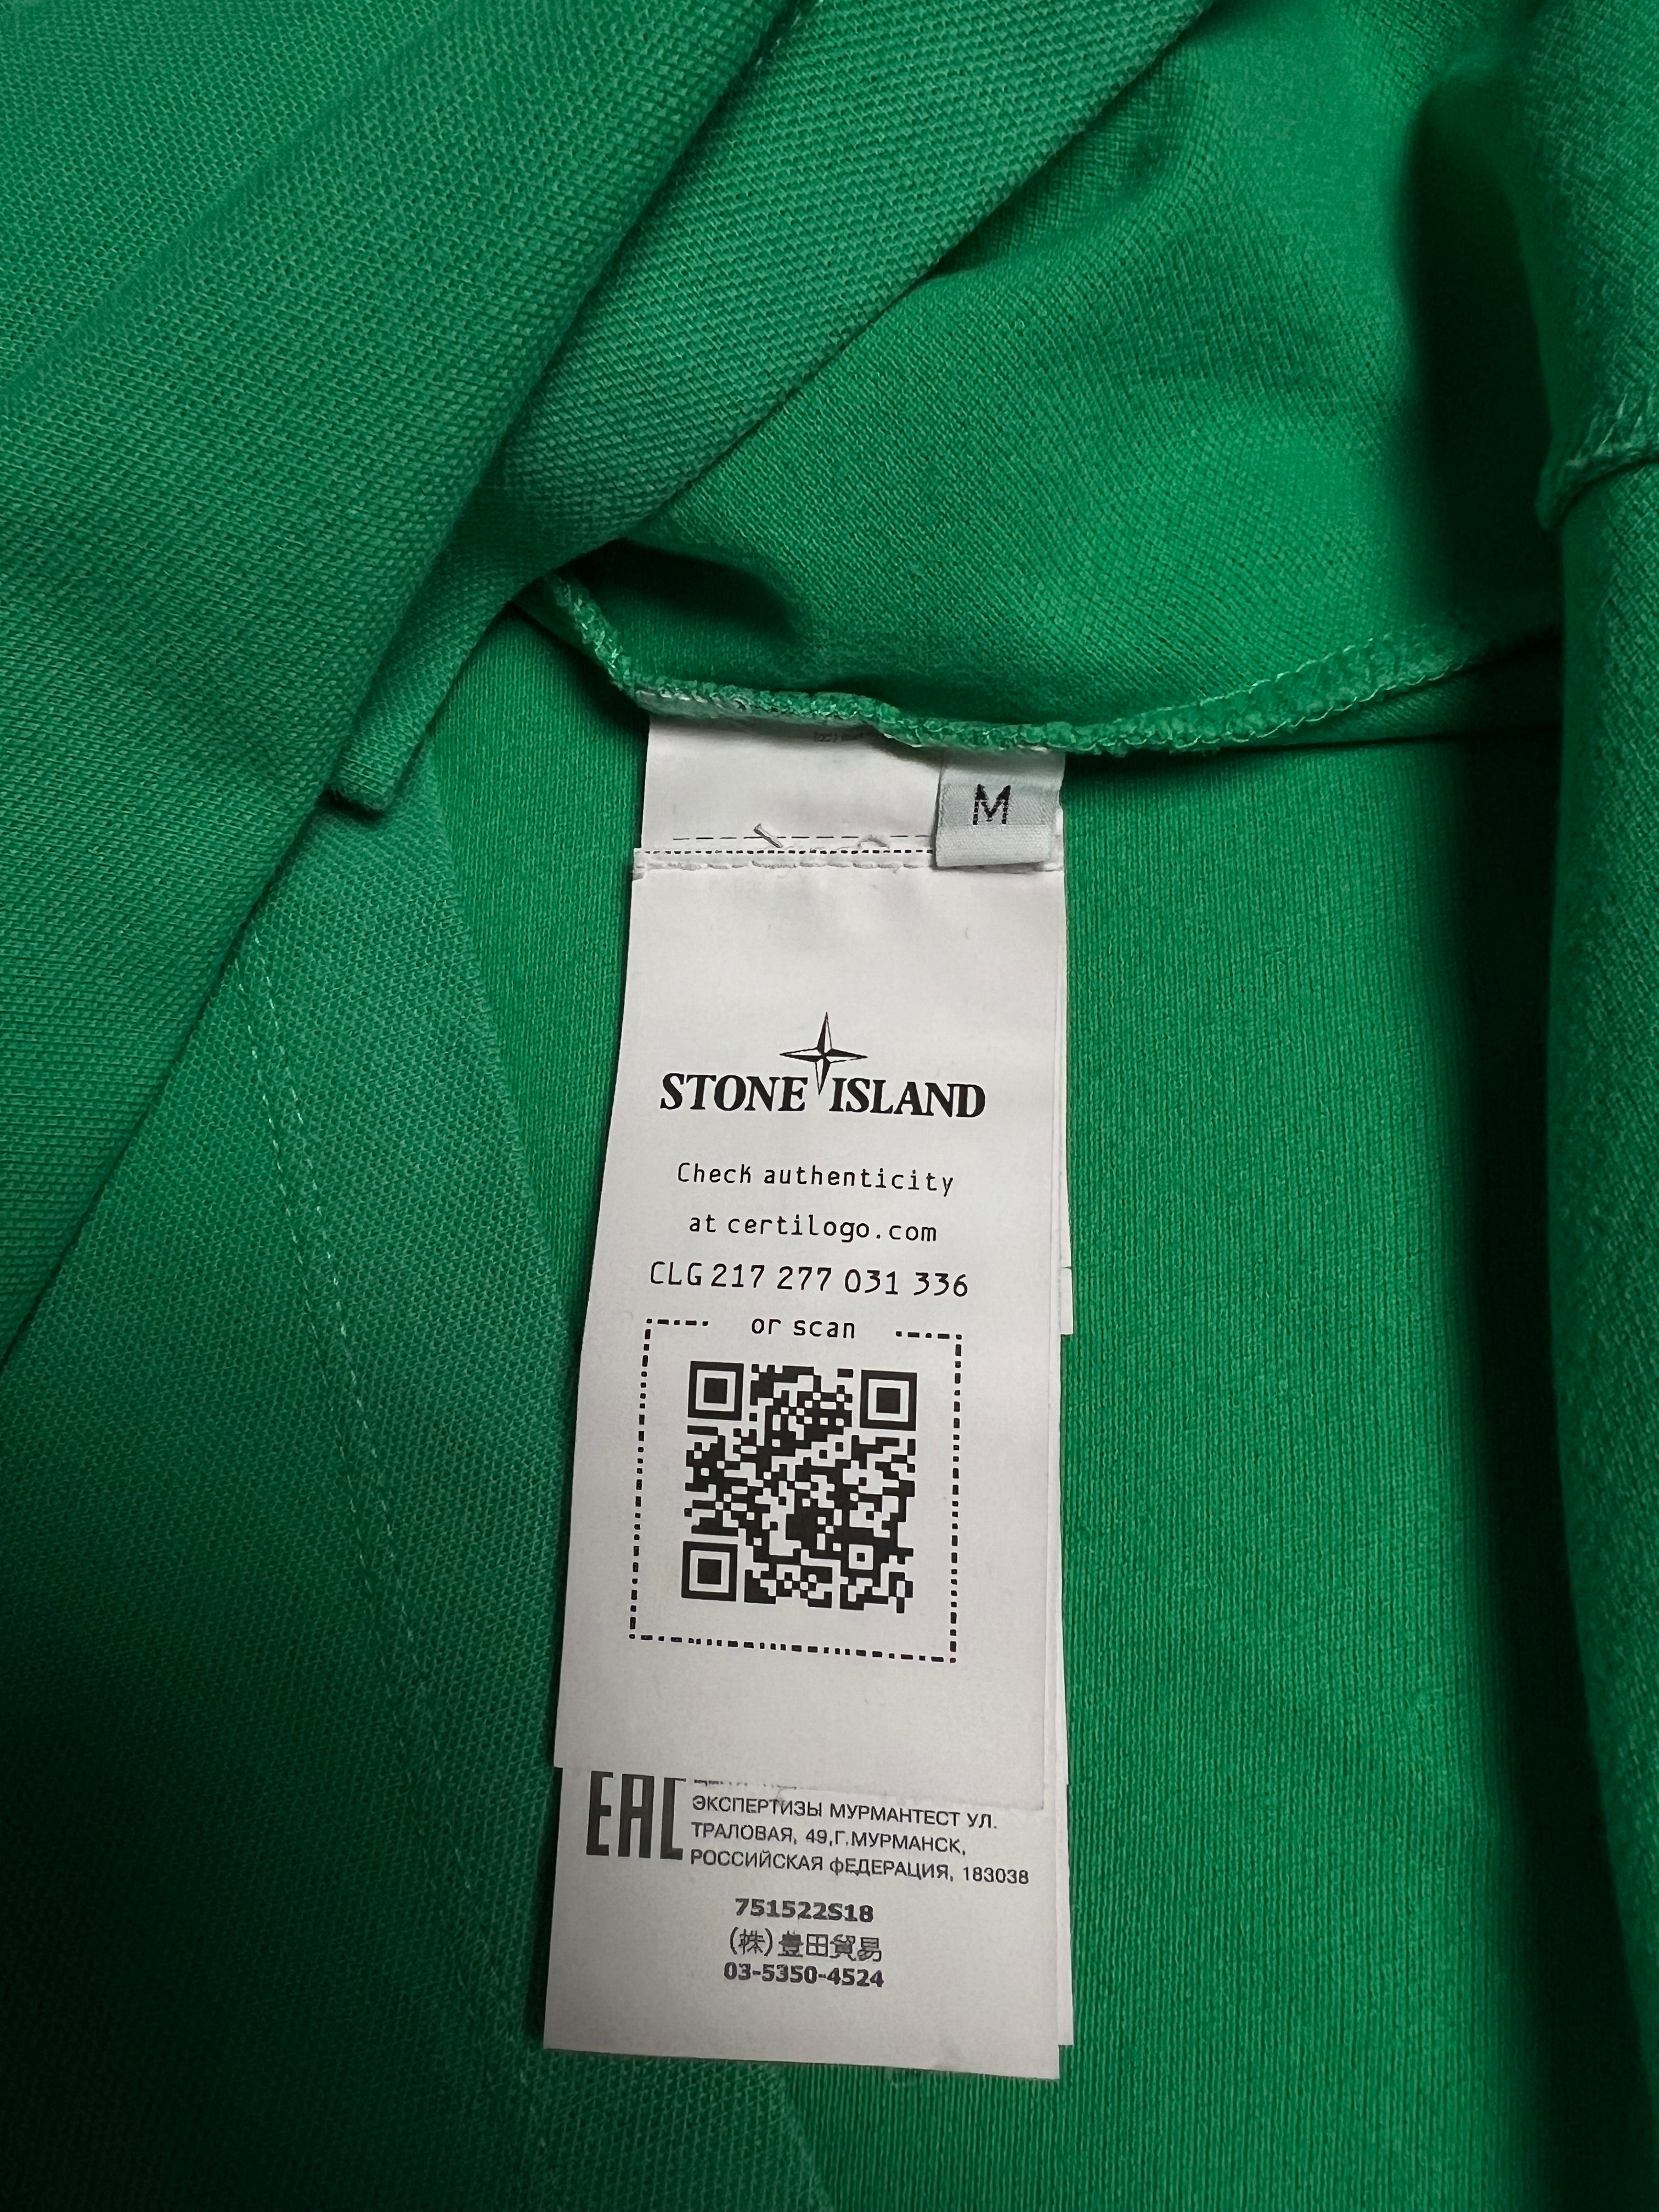 M
STONE ISLAND
Check authenticity
at certilogo.com
CLG 217 277 031 336
or scan
EAC
ЭКСПЕРТИЗЫ МУРМАНТЕСТ УЛ.
ТРАЛОВАЯ, 49,Г.МУРМАНСК,
РОССИЙСКАЯ ФЕДЕРАЦИЯ, 183038
751522S18
(株)豊田貿易
03-5350-4524